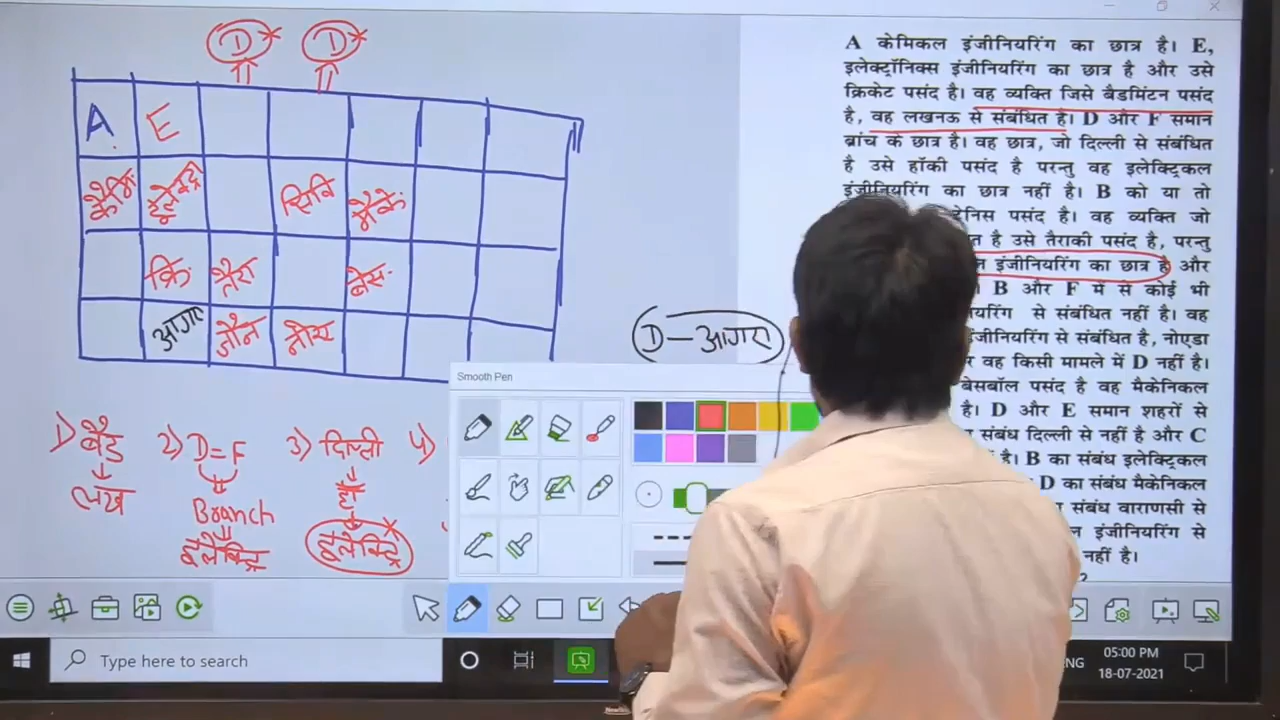 D* D*
A E
केमि इलेक्ट्रो सिवि मैके.
क्रि तैरा बेस.
आगरा जौन नोय
D – आगरा
1) बैड 2) D=F 3) दिल्ली 4)
लख Branch हॉ
इलेक्ट्रि इलेक्ट्रि*
A केमिकल इंजीनियरिंग का छात्र है। E,
इलेक्ट्रॉनिक्स इंजीनियरिंग का छात्र है और उसे
क्रिकेट पसंद है। वह व्यक्ति जिसे बैडमिंटन पसंद
है, वह लखनऊ से संबंधित है। D और F समान
ब्रांच के छात्र है। वह छात्र, जो दिल्ली से संबंधित
है उसे हॉकी पसंद है परन्तु वह इलेक्ट्रिकल
इंजीनियरिंग का छात्र नहीं है। B को या तो
टेनिस पसंद है। वह व्यक्ति जो
है उसे तैराकी पसंद है, परन्तु
इंजीनियरिंग का छात्र है और
B और F में से कोई भी
से संबंधित नहीं है। वह
से संबंधित है, नोएडा
वह किसी मामले में D नहीं है।
बेसबॉल पसंद है वह मैकेनिकल
है। D और E समान शहरों से
संबंध दिल्ली से नहीं है और C
है। B का संबंध इलेक्ट्रिकल
D का संबंध मैकेनिकल
संबंध वाराणसी से
इंजीनियरिंग से
नहीं है।
Smooth Pen
Type here to search
ENG
05:00 PM
18-07-2021